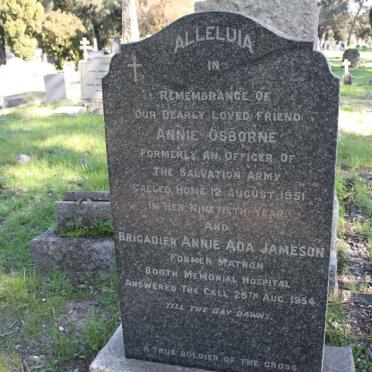 ALLELUIA
IN
REMEMBRANCE OF
OUR DEARLY LOVED FRIEND
ANNIE OSBORNE
FORMERLY AN OFFICER OF
THE SALVATION ARMY
CALLED HOME 12 AUGUST 1951
IN HER NINETIETH YEAR
AND
BRIGADIER ANNIE ADA JAMESON
FORMER MATRON
BOOTH MEMORIAL HOSPITAL
ANSWERED THE CALL 25TH AUG. 1954
TILL THE DAY DAWNS.
A TRUE SOLDIER OF THE CROSS